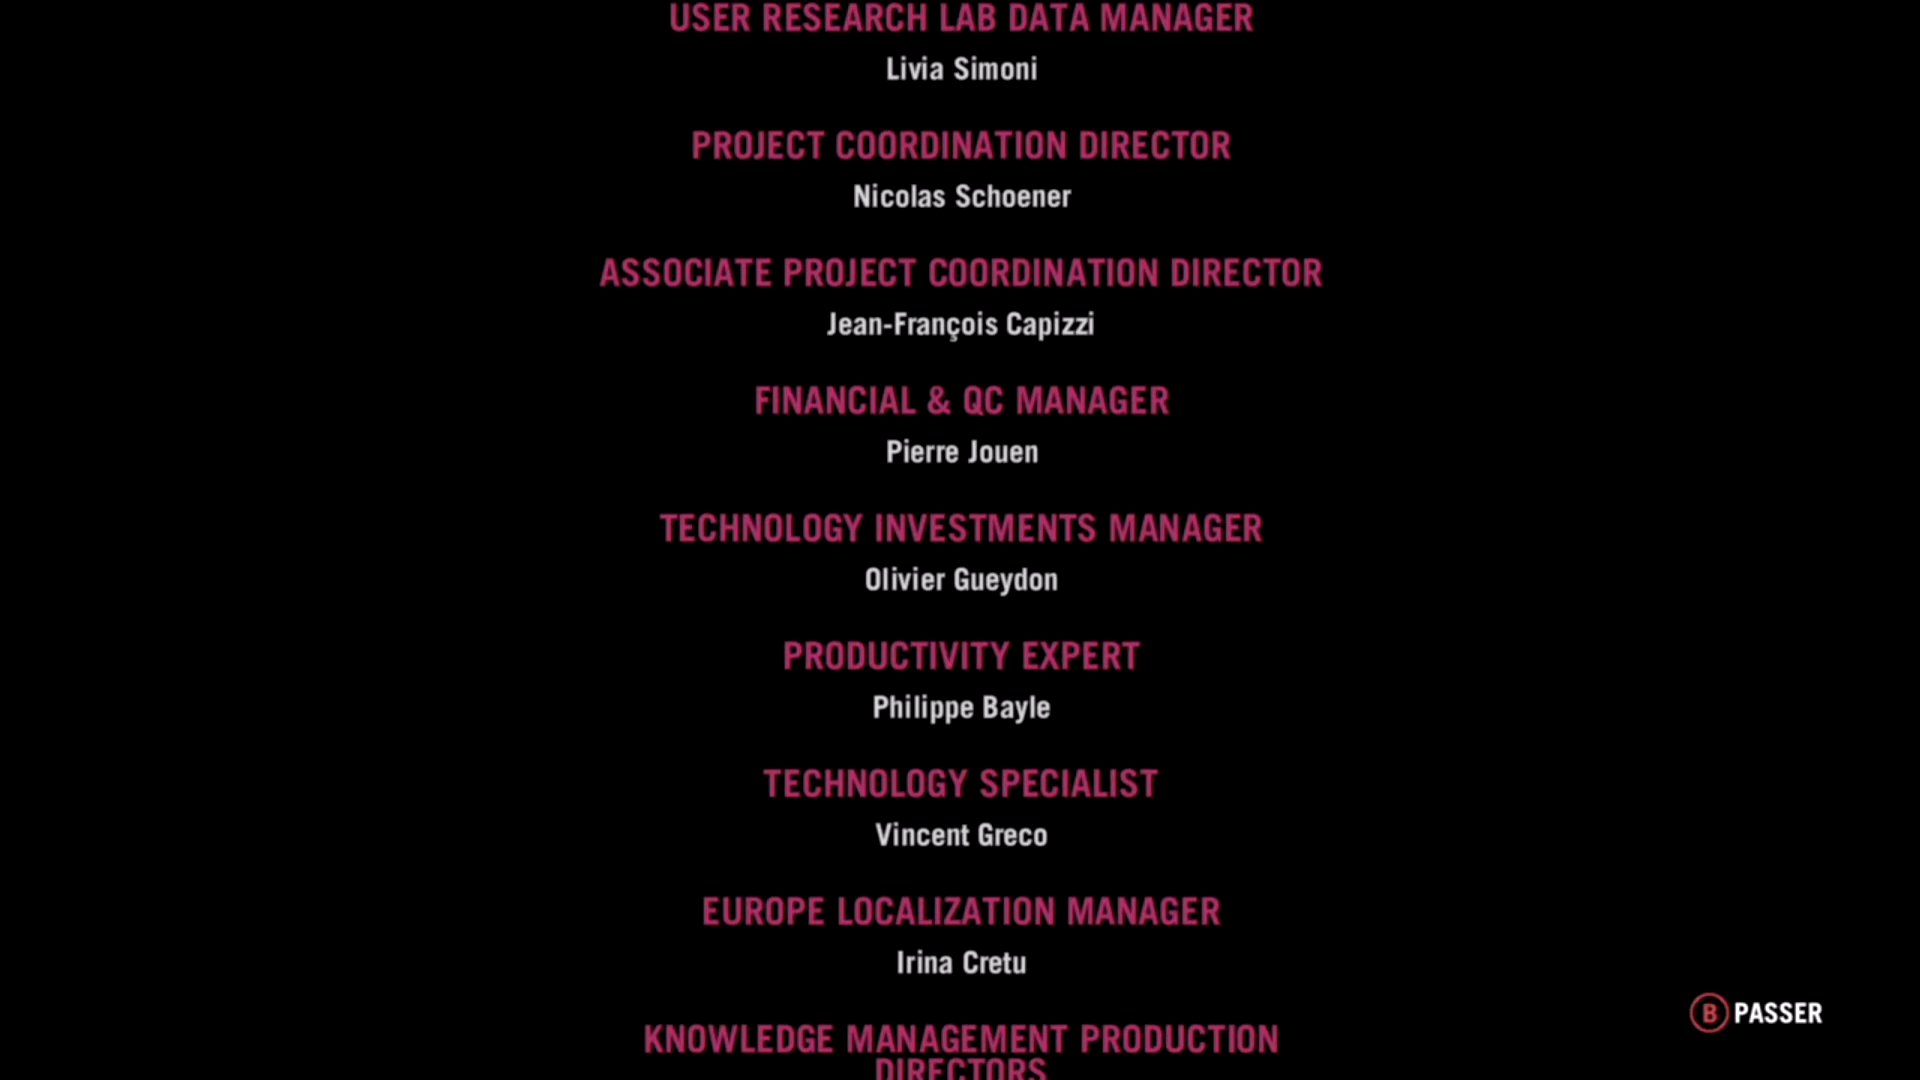 USER RESEARCH LAB DATA MANAGER
Livia Simoni
PROJECT COORDINATION DIRECTOR
Nicolas Schoener
ASSOCIATE PROJECT COORDINATION DIRECTOR
Jean-François Capizzi
FINANCIAL & QC MANAGER
Pierre Jouen
TECHNOLOGY INVESTMENTS MANAGER
Olivier Gueydon
PRODUCTIVITY EXPERT
Philippe Bayle
TECHNOLOGY SPECIALIST
Vincent Greco
EUROPE LOCALIZATION MANAGER
Irina Cretu
B PASSER
KNOWLEDGE MANAGEMENT PRODUCTION
DIRECTORS